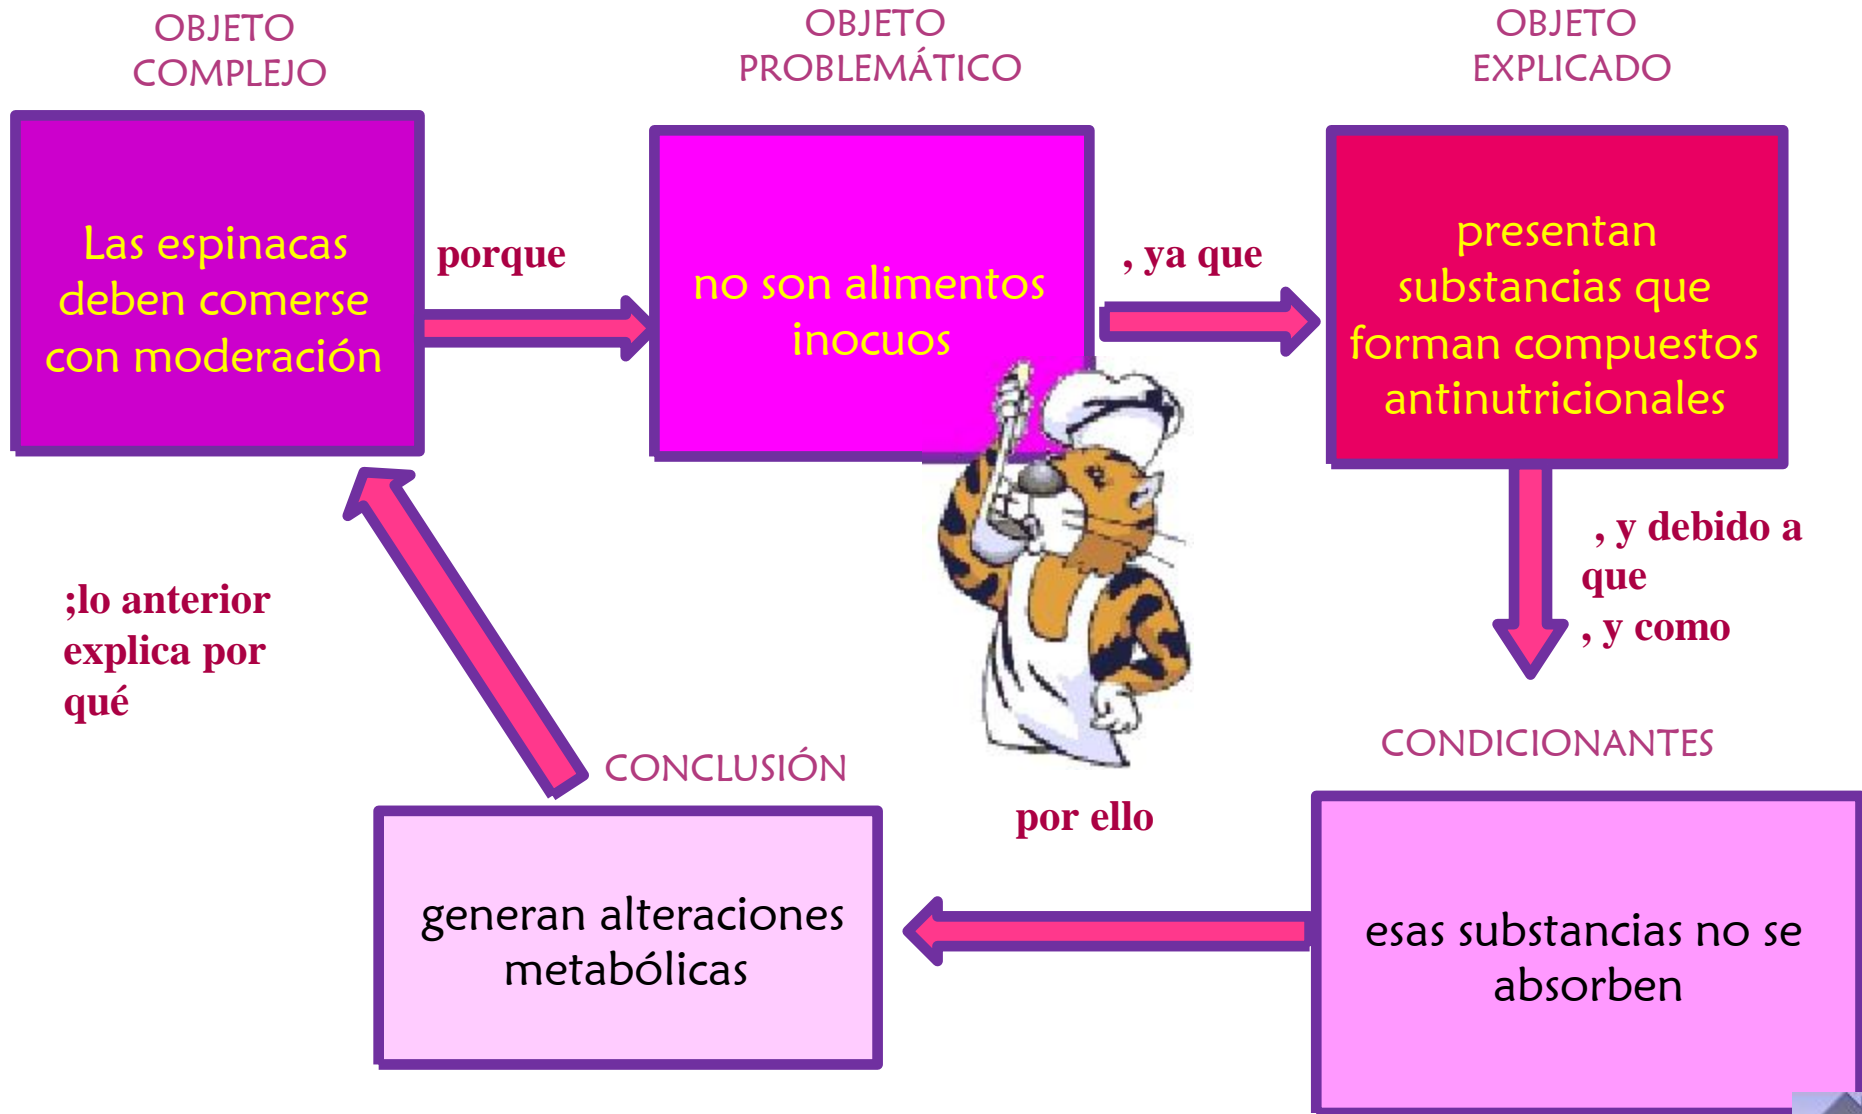 OBJETO
COMPLEJO
OBJETO
PROBLEMÁTICO
OBJETO
EXPLICADO
Las espinacas
deben comerse
con moderación
porque
no son alimentos
inocuos
, ya que
presentan
substancias que
forman compuestos
antinutricionales
, y debido a
que
, y como
CONDICIONANTES
esas substancias no se
absorben
por ello
CONCLUSIÓN
generan alteraciones
metabólicas
;lo anterior
explica por
qué